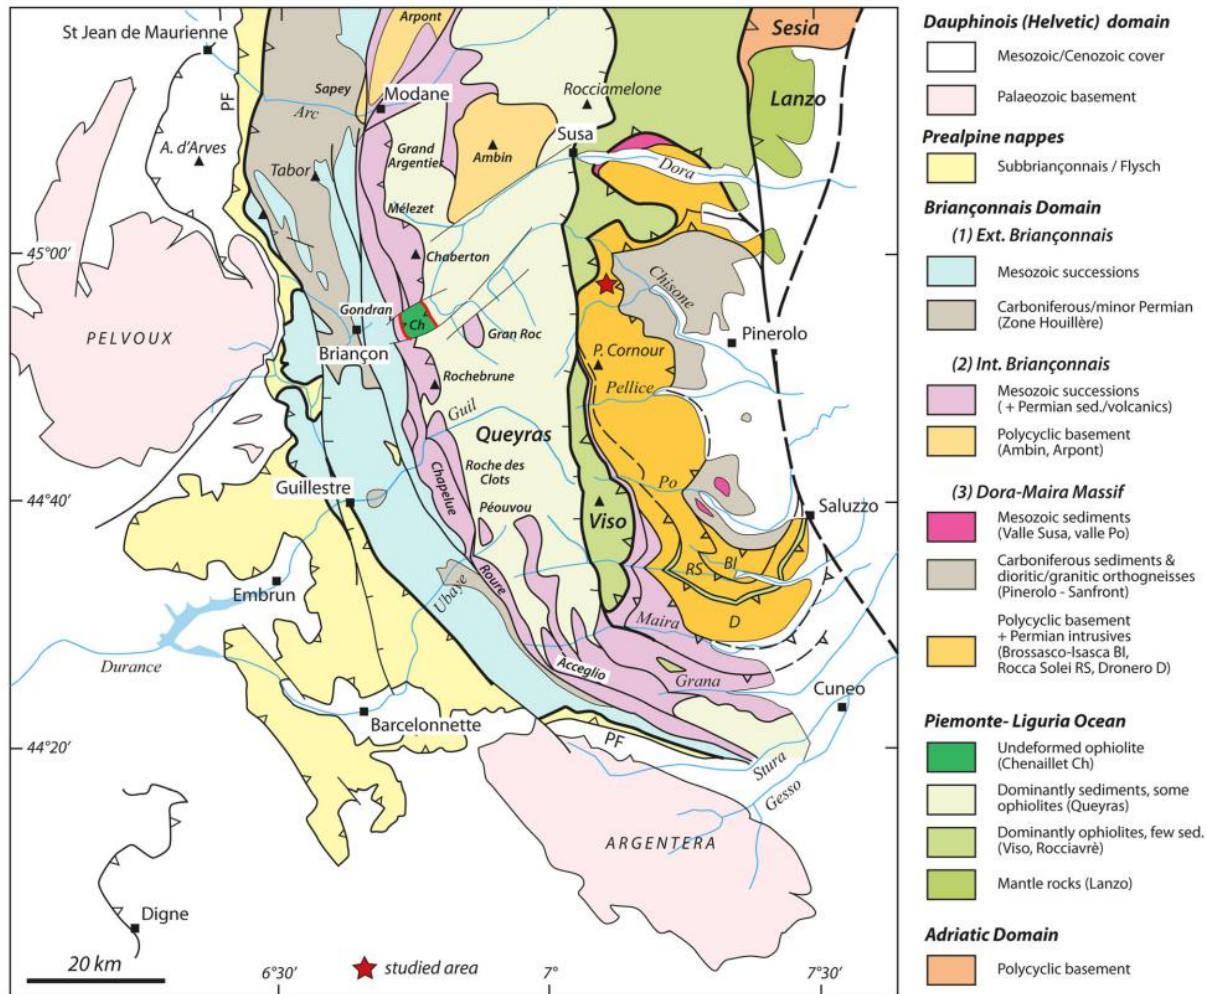 Arpont
St Jean de Maurienne
Sesia
PF
Sapey
Modane
Rocciamelone
Lanzo
Arc
A. d'Arves
Grand
Argentier
Ambin
Susa
Dora
Tabor
Mélezet
45°00'
Chaberton
Chisone
Gondran
Ch
Gran Roc
Pinerolo
PELVOUX
Briançon
P. Cornour
Rochebrune
Pellice
Guil
Queyras
Chapelue
Roche des
Clots
Po
44°40'
Guillestre
Péouvou
Viso
Saluzzo
RS
BI
Roure
Embrun
Ubaye
Maira
D
Durance
Acceglio
Grana
Cuneo
Barcelonnette
44°20'
PF
Stura
Gesso
ARGENTERA
Digne
20 km
6°30'
studied area
7°
7°30'
Dauphinois (Helvetic) domain
Mesozoic/Cenozoic cover
Palaeozoic basement
Prealpine nappes
Subbriançonnais / Flysch
Briançonnais Domain
(1) Ext. Briançonnais
Mesozoic successions
Carboniferous/minor Permian
(Zone Houillère)
(2) Int. Briançonnais
Mesozoic successions
( + Permian sed./volcanics)
Polycyclic basement
(Ambin, Arpont)
(3) Dora-Maira Massif
Mesozoic sediments
(Valle Susa, valle Po)
Carboniferous sediments &
dioritic/granitic orthogneisses
(Pinerolo - Sanfront)
Polycyclic basement
+ Permian intrusives
(Brossasco-Isasca BI,
Rocca Solei RS, Dronero D)
Piemonte- Liguria Ocean
Undeformed ophiolite
(Chenaillet Ch)
Dominantly sediments, some
ophiolites (Queyras)
Dominantly ophiolites, few sed.
(Viso, Rocciavrè)
Mantle rocks (Lanzo)
Adriatic Domain
Polycyclic basement